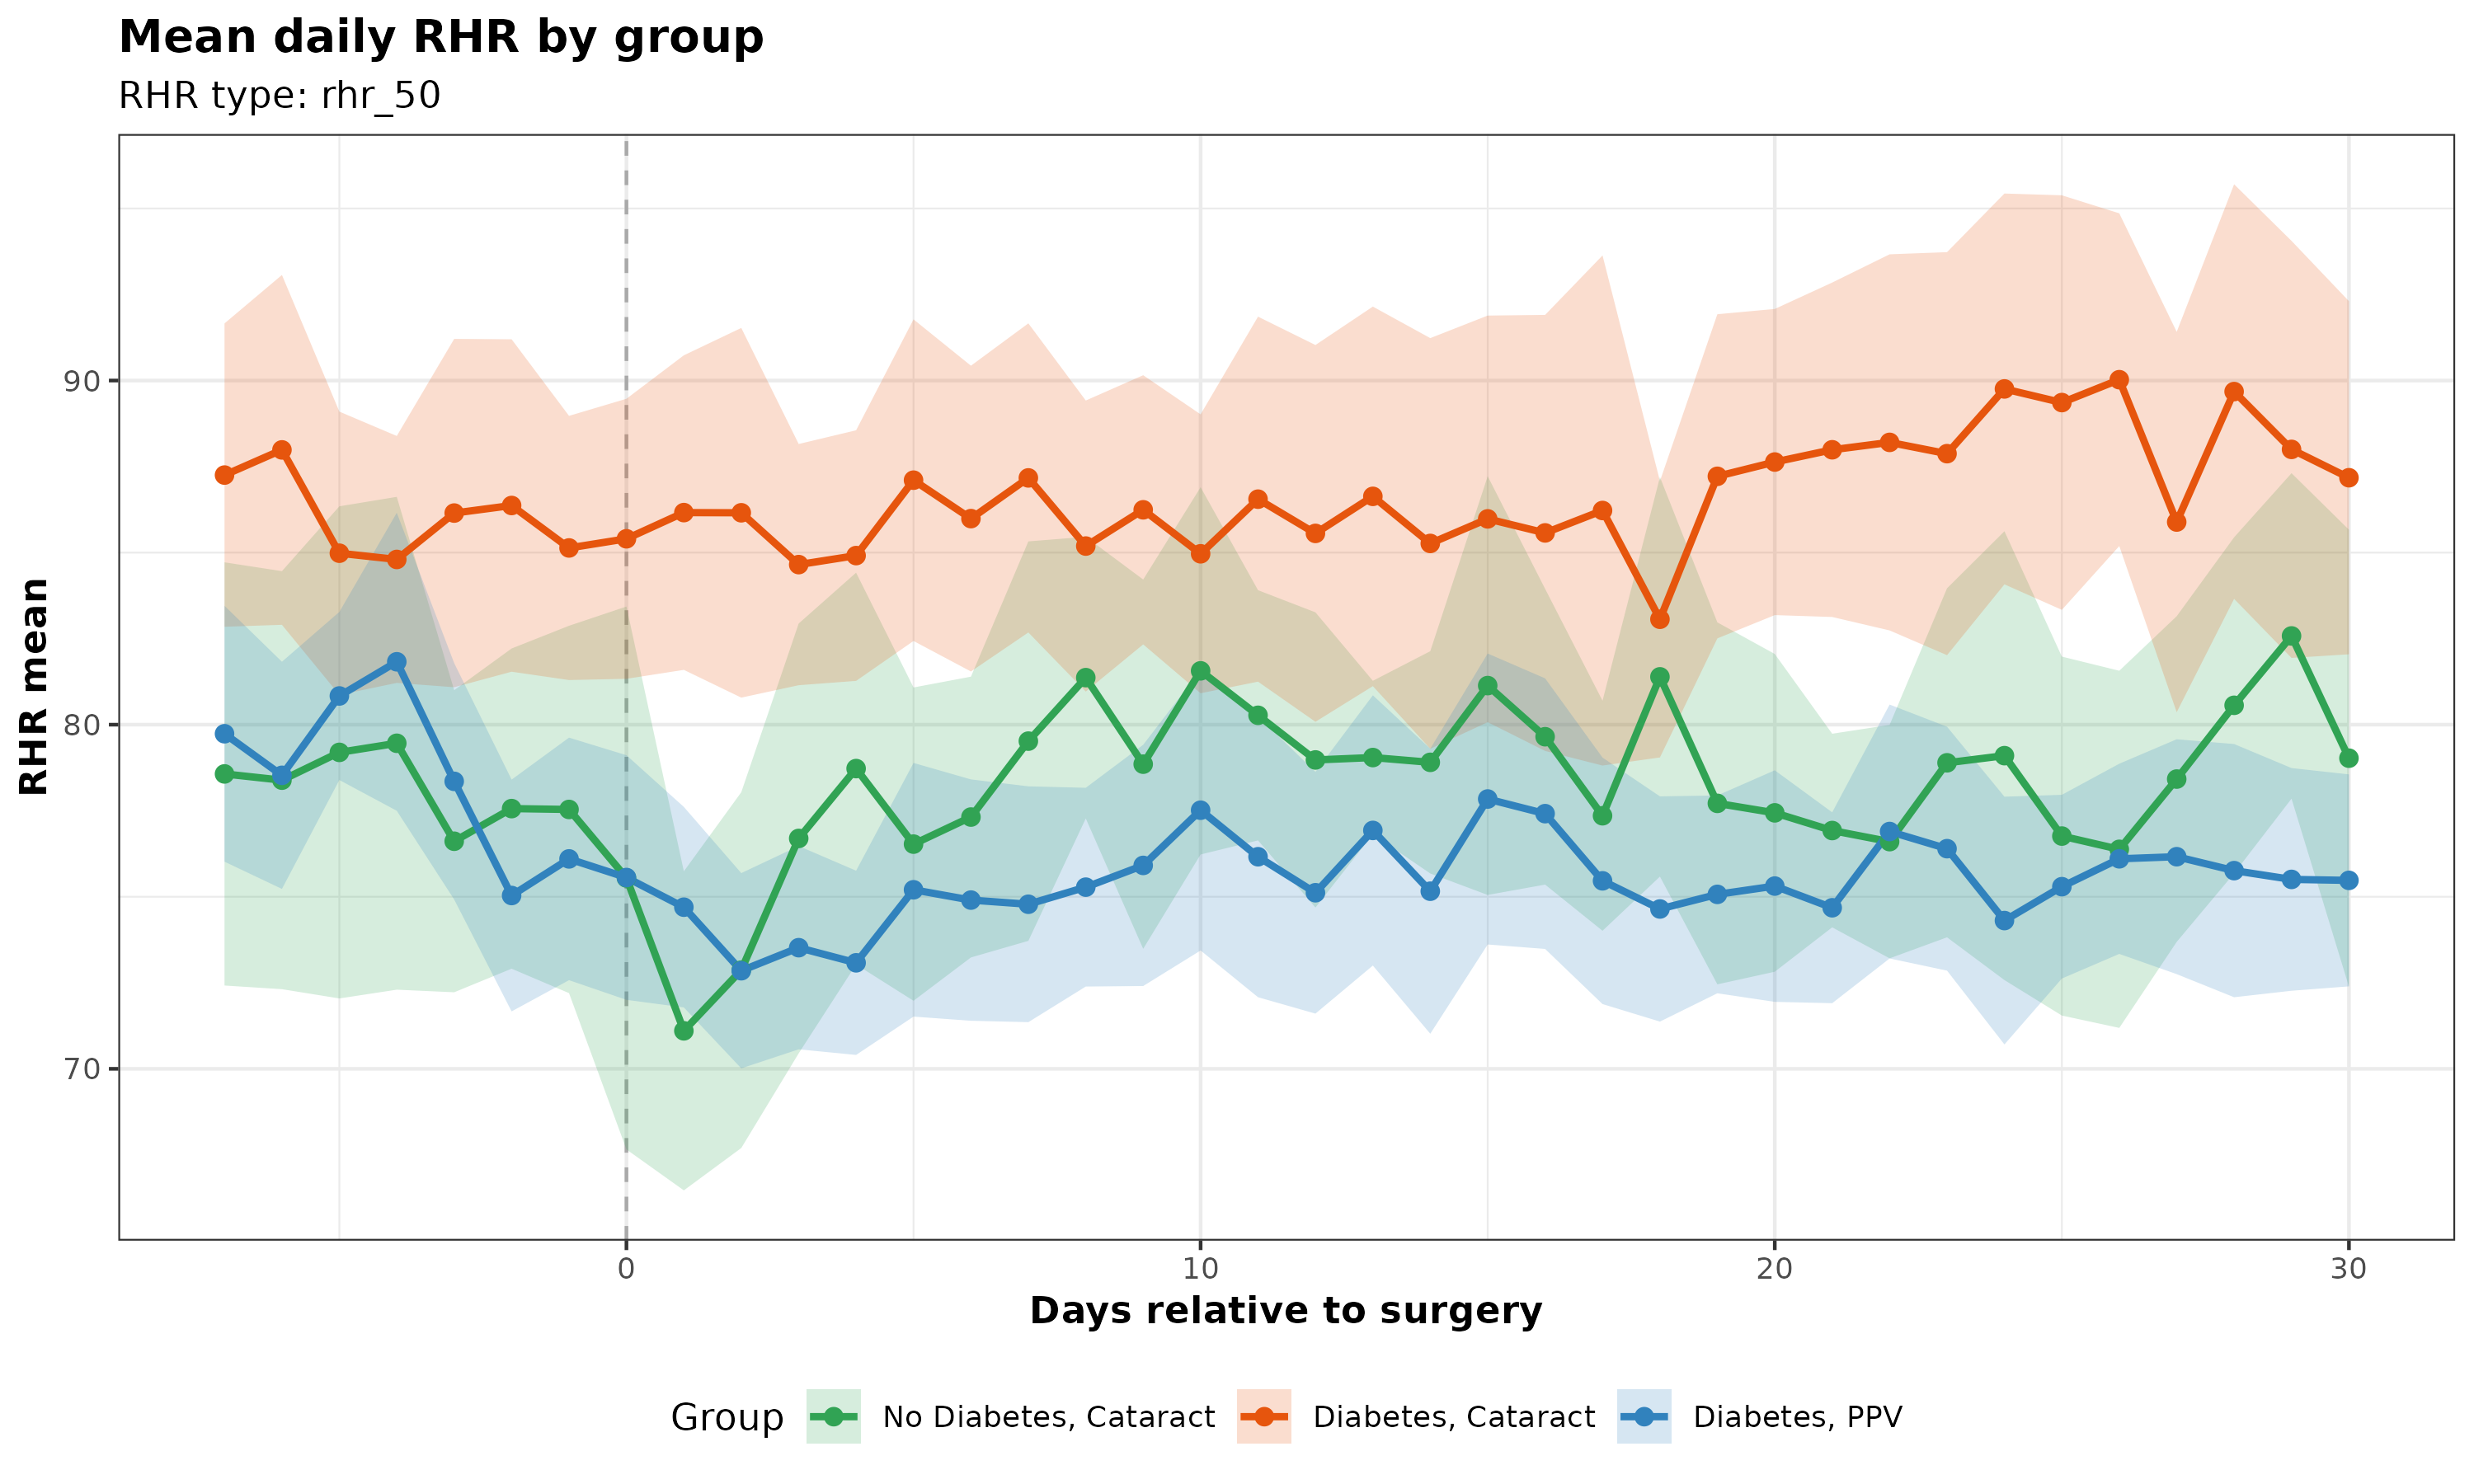 Mean daily RHR by group
RHR type: rhr_50
90
80
70
RHR mean
0 10 20 30
Days relative to surgery
Group No Diabetes, Cataract Diabetes, Cataract Diabetes, PPV